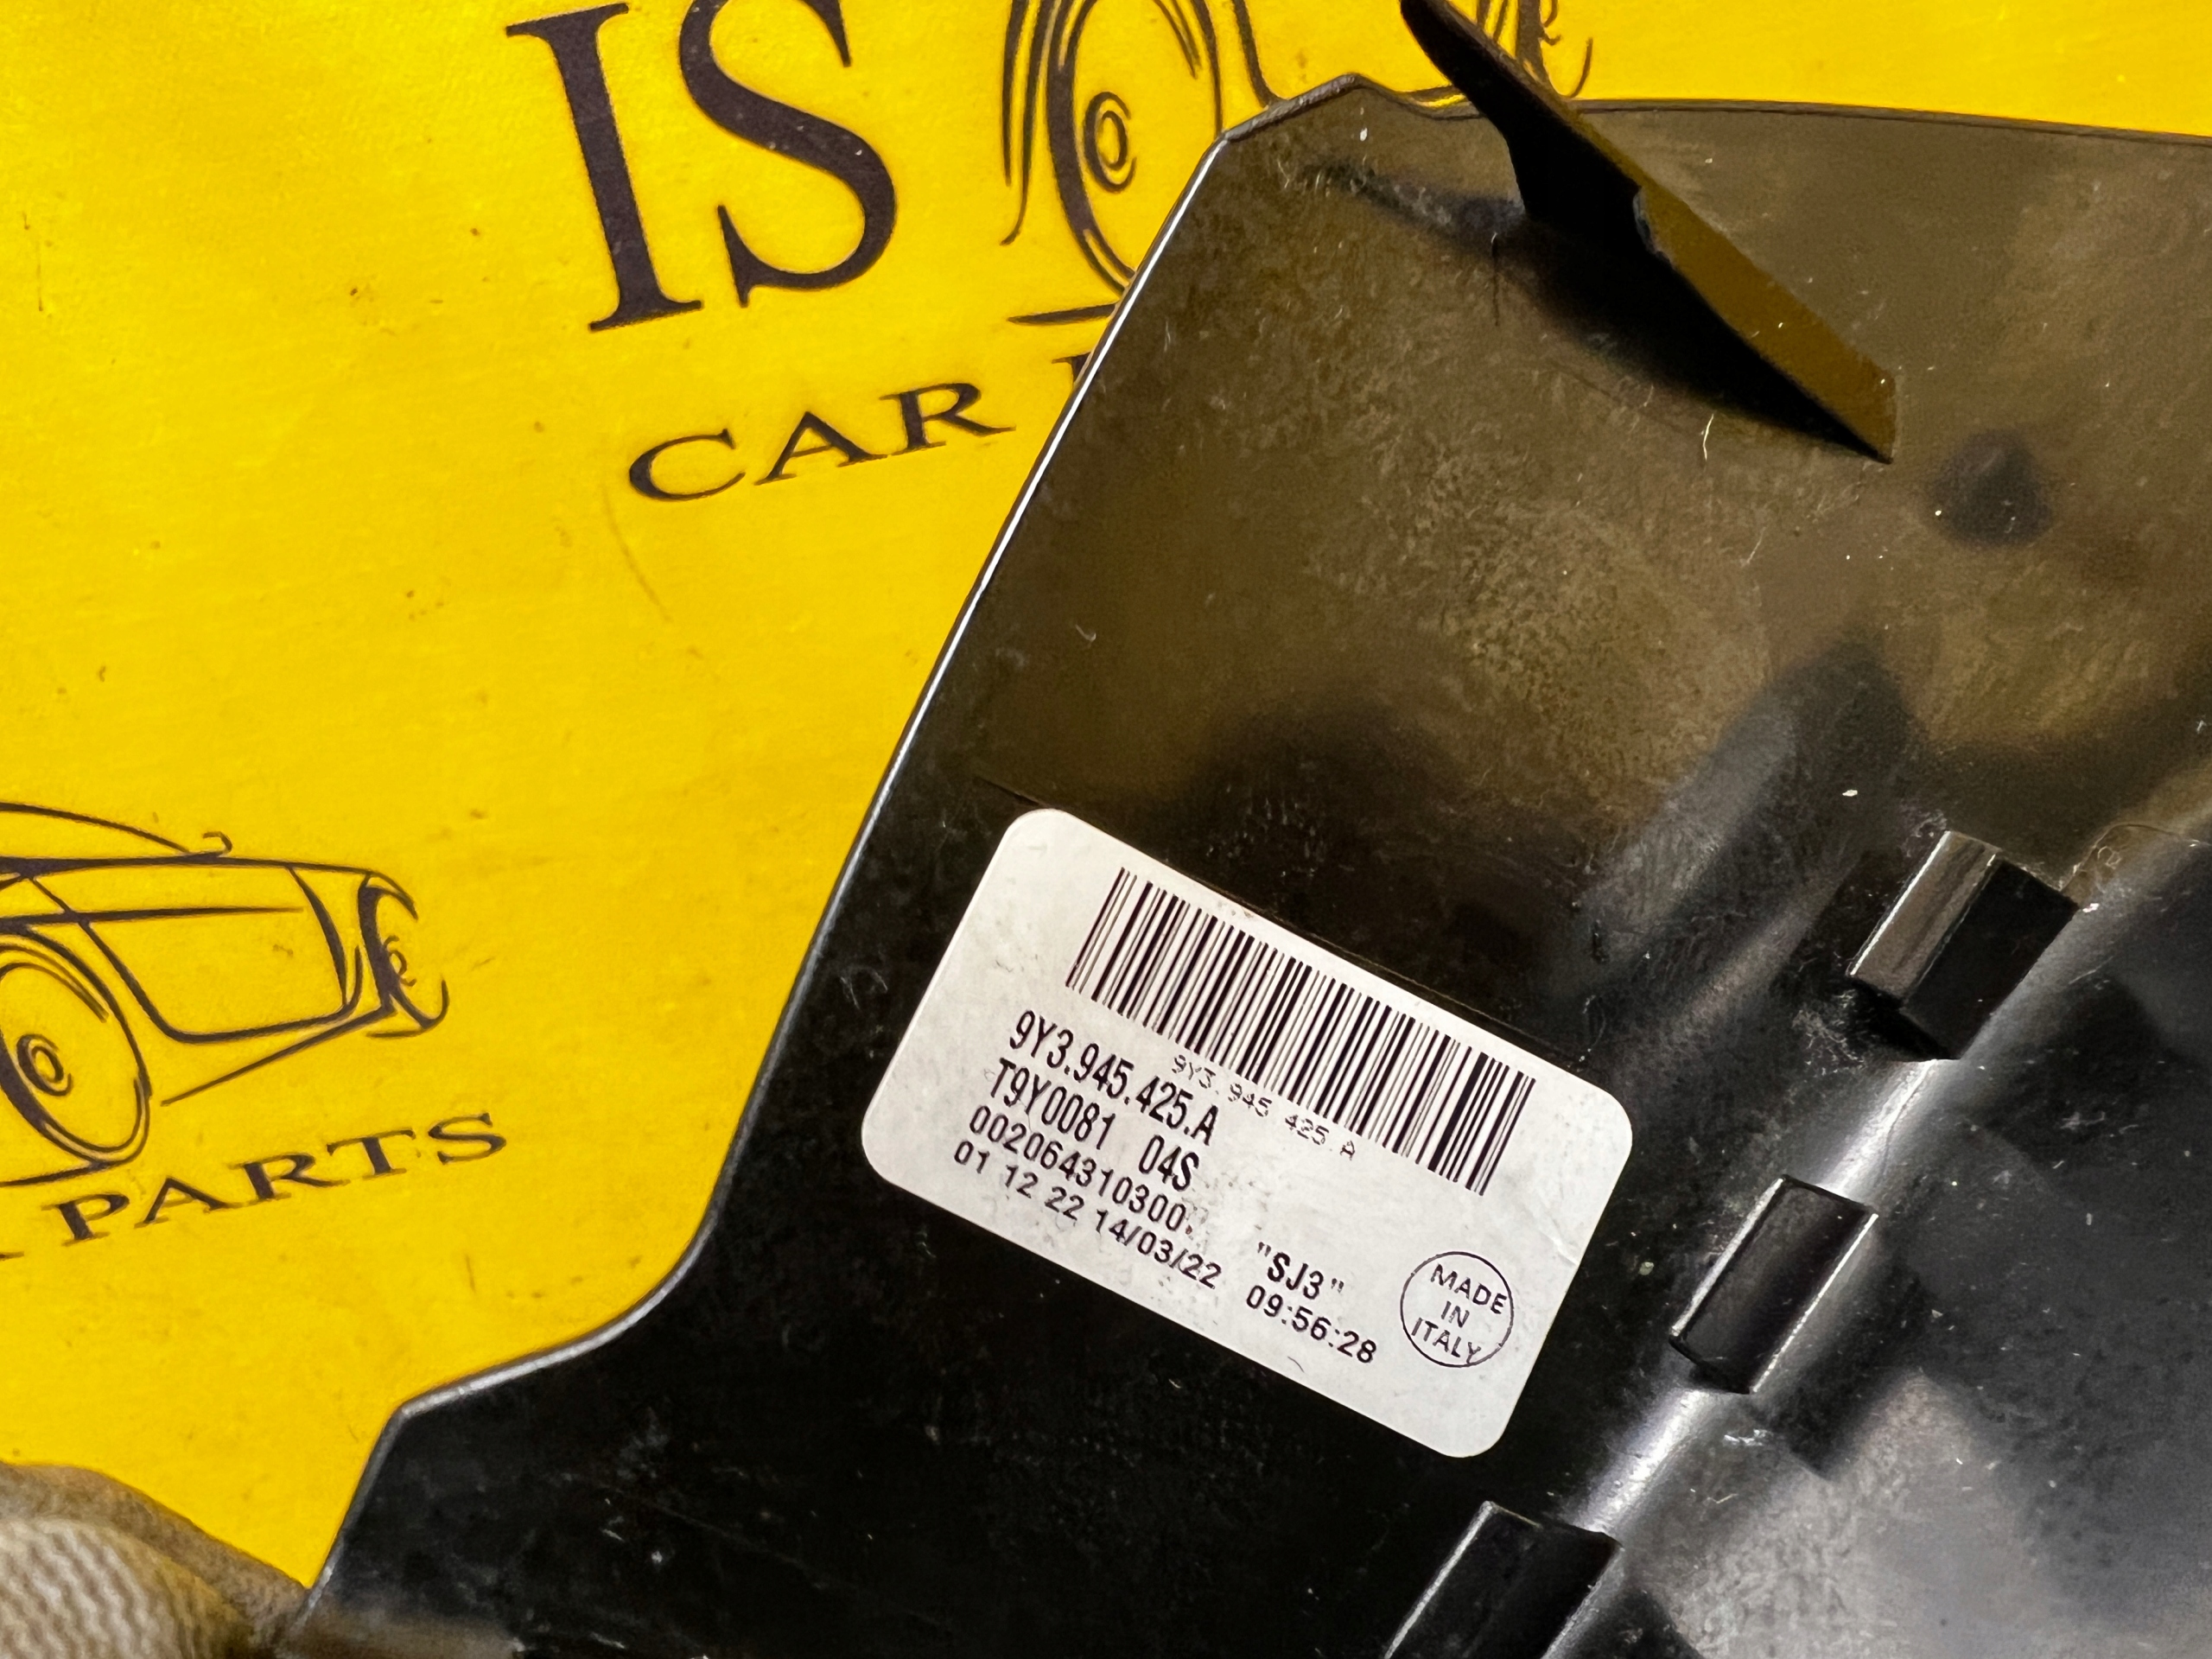 IS
CAR
PARTS
9Y3.945.425.A
9Y3.945.425.A
T9Y0081 04S
00206431030
"SJ3"
01 12 22 14/03/22 09:56:28
MADE
IN
ITALY